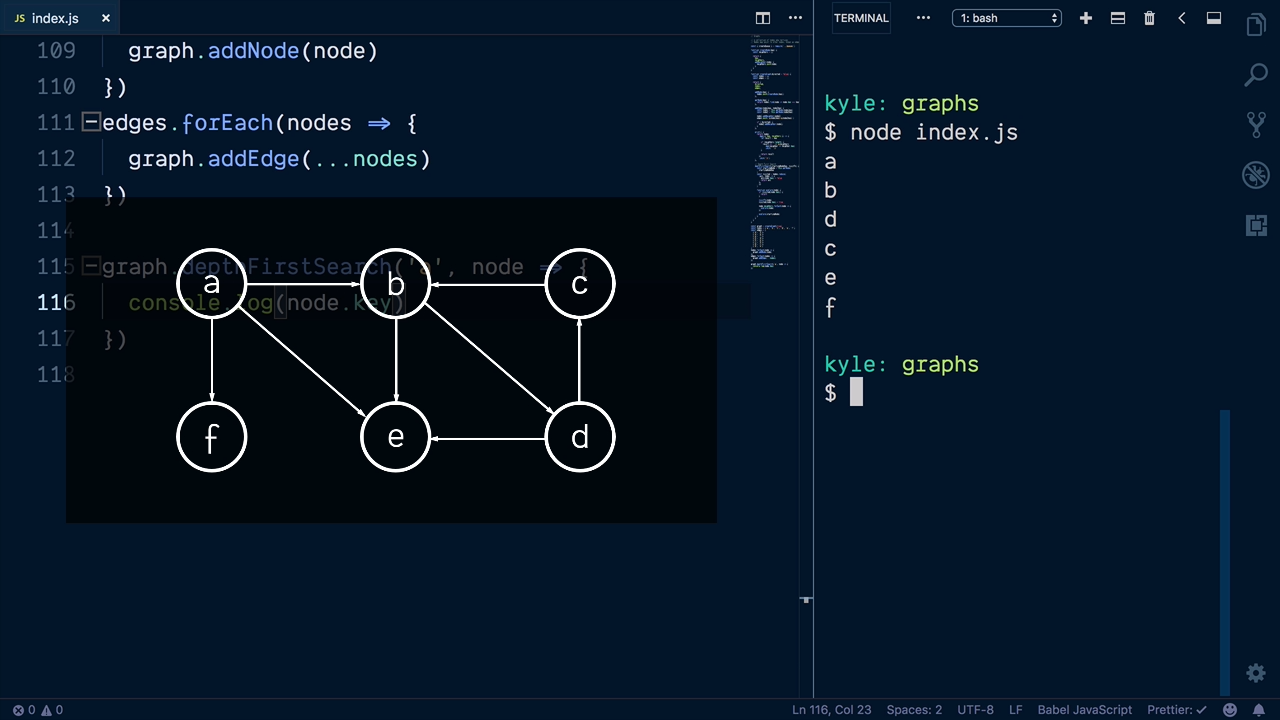 JS index.js ×
TERMINAL ... 1: bash
109 graph.addNode(node)
110 })
111 edges.forEach(nodes => {
112 graph.addEdge(...nodes)
113 })
114
115 graph.depthFirstSearch('a', node => {
116 console.log(node.key)
117 })
118
a b c
f e d
kyle: graphs
$ node index.js
a
b
d
c
e
f
kyle: graphs
$
0 0 Ln 116, Col 23 Spaces: 2 UTF-8 LF Babel JavaScript Prettier: ✓